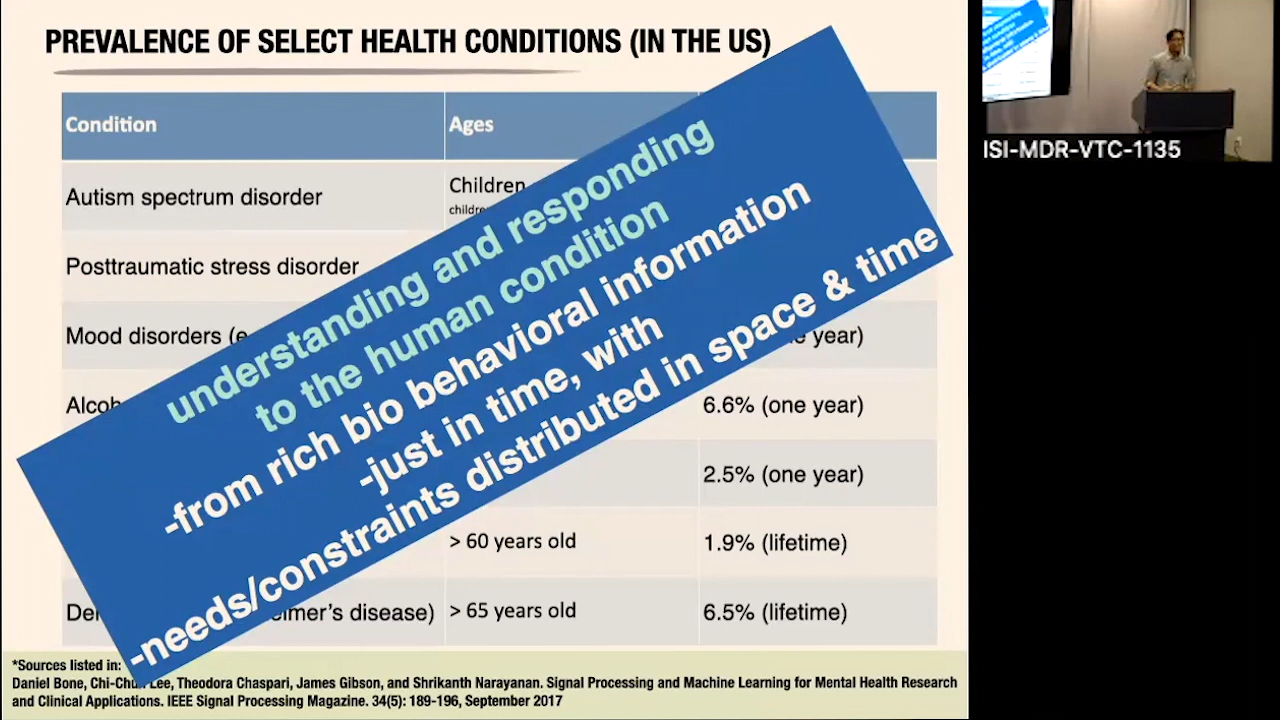 PREVALENCE OF SELECT HEALTH CONDITIONS (IN THE US)
Condition Ages
Autism spectrum disorder Children
Posttraumatic stress disorder
Mood disorders (e year)
6.6% (one year)
2.5% (one year)
> 60 years old 1.9% (lifetime)
imer's disease) > 65 years old 6.5% (lifetime)
understanding and responding
to the human condition
-from rich bio behavioral information
-just in time, with
-needs/constraints distributed in space & time
*Sources listed in:
Daniel Bone, Chi-Chun Lee, Theodora Chaspari, James Gibson, and Shrikanth Narayanan. Signal Processing and Machine Learning for Mental Health Research
and Clinical Applications. IEEE Signal Processing Magazine. 34(5): 189-196, September 2017
ISI-MDR-VTC-1135